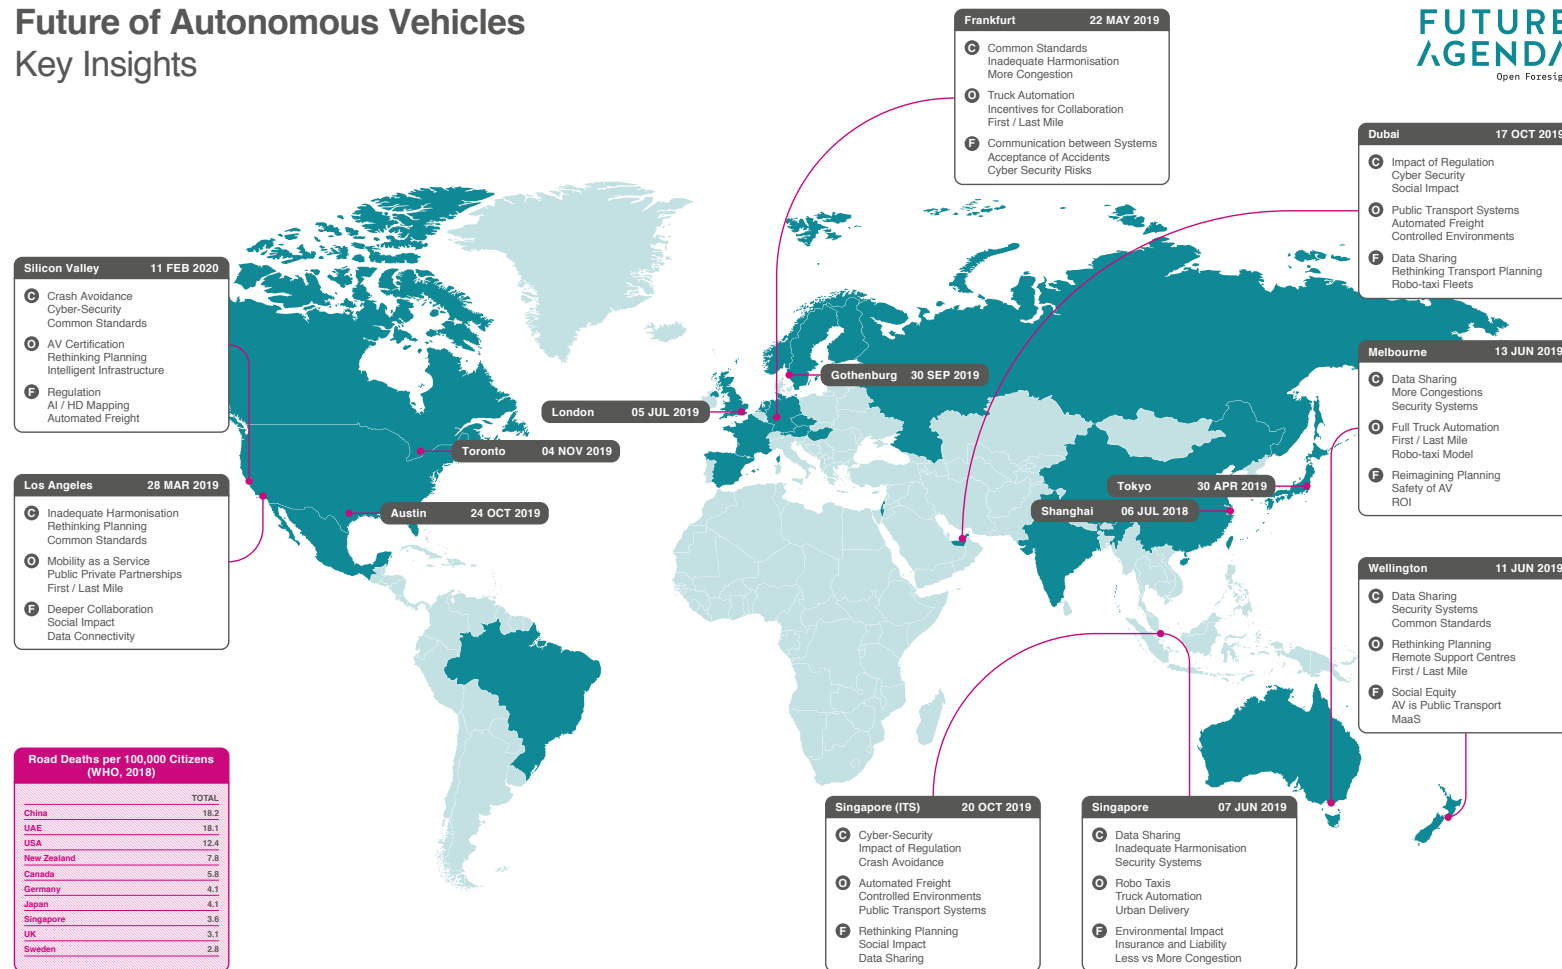 Future of Autonomous Vehicles
Key Insights
FUTURE
AGENDA
Frankfurt 22 MAY 2019
C Common Standards
Inadequate Harmonisation
More Congestion
O Truck Automation
Incentives for Collaboration
First / Last Mile
F Communication between Systems
Acceptance of Accidents
Cyber Security Risks
Dubai 17 OCT 2019
C Impact of Regulation
Cyber Security
Social Impact
O Public Transport Systems
Automated Freight
Controlled Environments
F Data Sharing
Rethinking Transport Planning
Robo-taxi Fleets
Silicon Valley 11 FEB 2020
C Crash Avoidance
Cyber-Security
Common Standards
O AV Certification
Rethinking Planning
Intelligent Infrastructure
F Regulation
AI / HD Mapping
Automated Freight
Melbourne 13 JUN 2019
C Data Sharing
More Congestions
Security Systems
O Full Truck Automation
First / Last Mile
Robo-taxi Model
F Reimagining Planning
Safety of AV
ROI
Gothenburg 30 SEP 2019
London 05 JUL 2019
Toronto 04 NOV 2019
Los Angeles 28 MAR 2019
C Inadequate Harmonisation
Rethinking Planning
Common Standards
O Mobility as a Service
Public Private Partnerships
First / Last Mile
F Deeper Collaboration
Social Impact
Data Connectivity
Austin 24 OCT 2019
Tokyo 30 APR 2019
Shanghai 06 JUL 2018
Wellington 11 JUN 2019
C Data Sharing
Security Systems
Common Standards
O Rethinking Planning
Remote Support Centres
First / Last Mile
F Social Equity
AV is Public Transport
MaaS
Road Deaths per 100,000 Citizens
(WHO, 2018)
TOTAL
China 18.2
UAE 18.1
USA 12.4
New Zealand 7.8
Canada 5.8
Germany 4.1
Japan 4.1
Singapore 3.6
UK 3.1
Sweden 2.8
Singapore (ITS) 20 OCT 2019
C Cyber-Security
Impact of Regulation
Crash Avoidance
O Automated Freight
Controlled Environments
Public Transport Systems
F Rethinking Planning
Social Impact
Data Sharing
Singapore 07 JUN 2019
C Data Sharing
Inadequate Harmonisation
Security Systems
O Robo Taxis
Truck Automation
Urban Delivery
F Environmental Impact
Insurance and Liability
Less vs More Congestion
Open